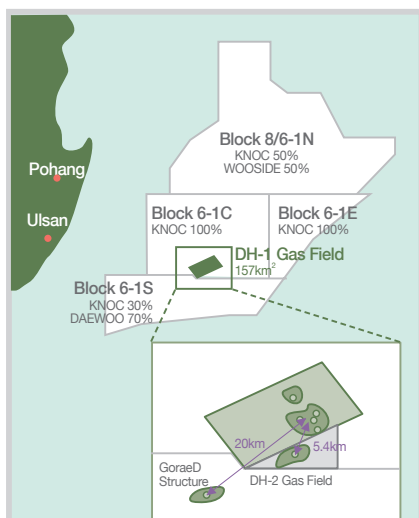 Block 8/6-1N
KNOC 50%
WOOSIDE 50%
Pohang
Ulsan
Block 6-1C
KNOC 100%
Block 6-1E
KNOC 100%
DH-1 Gas Field
157km²
Block 6-1S
KNOC 30%
DAEWOO 70%
20km
5.4km
GoraeD
Structure
DH-2 Gas Field